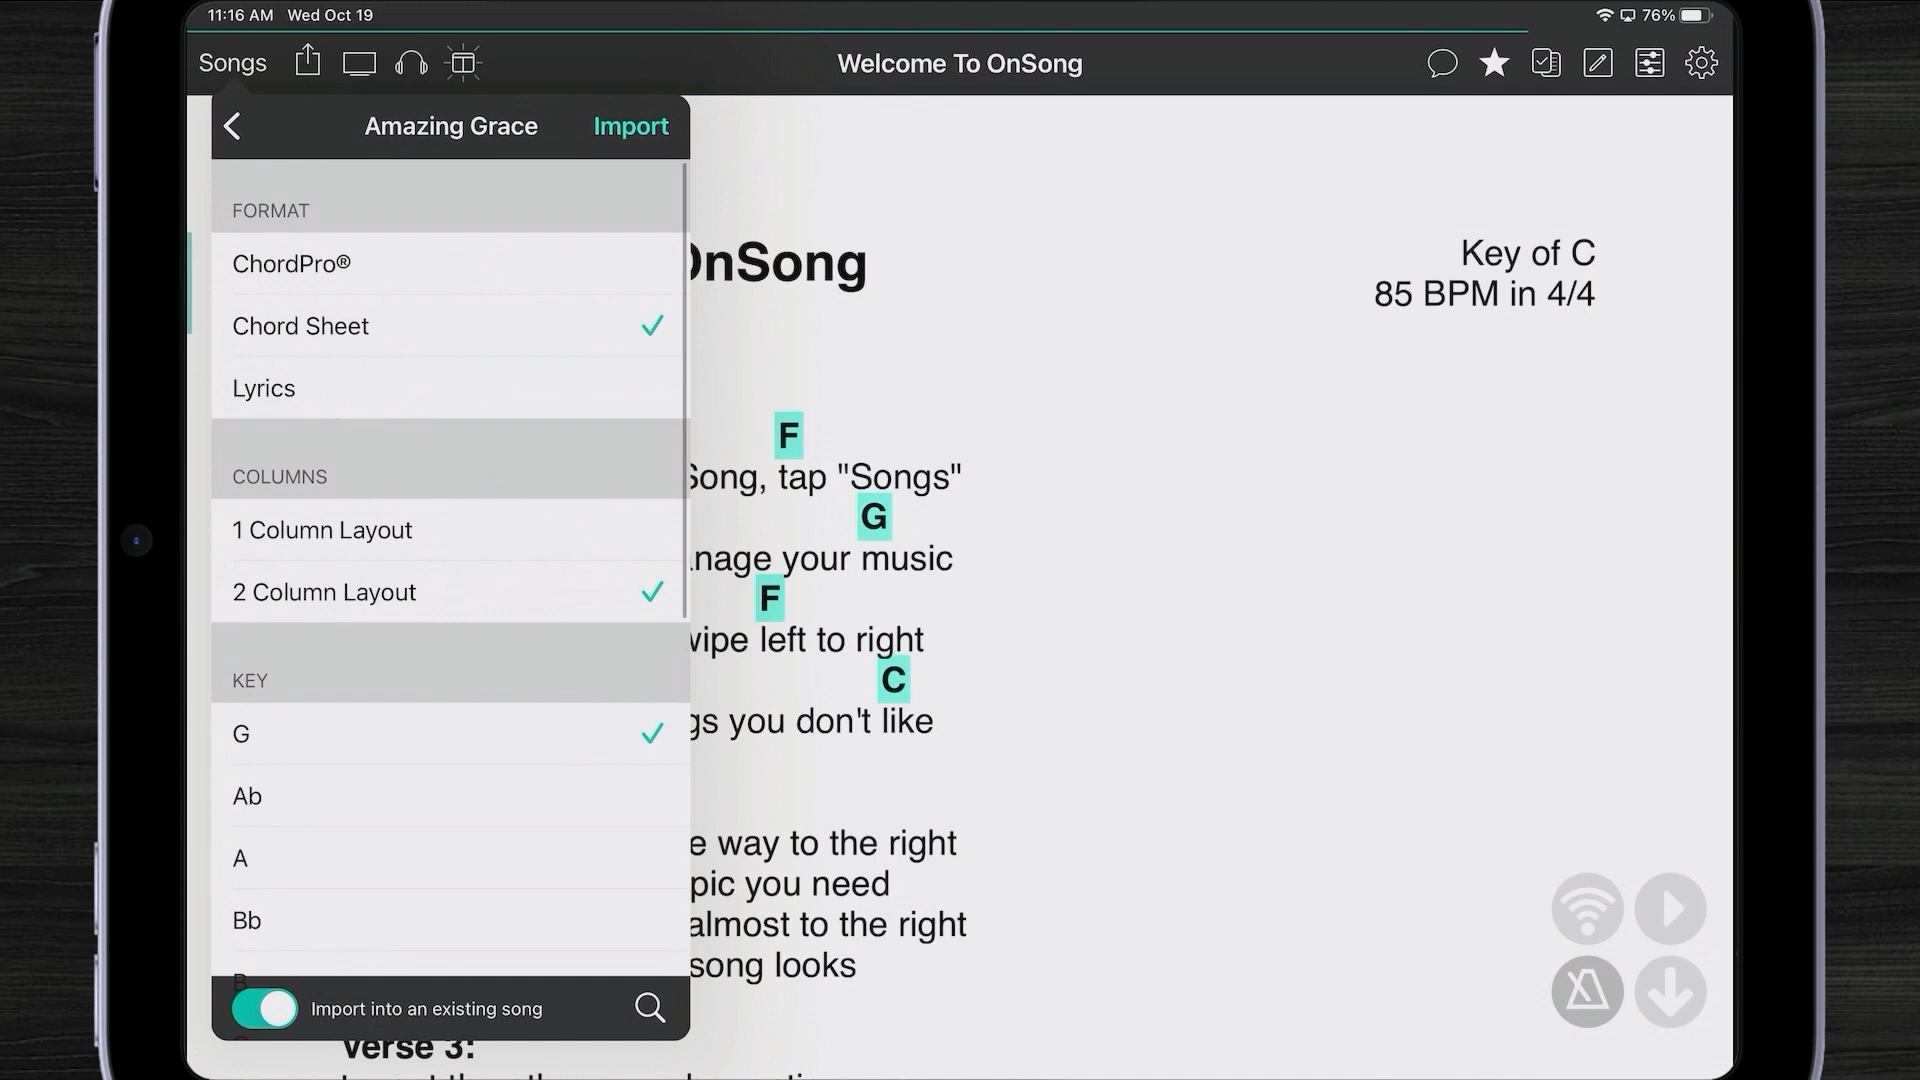 11:16 AM Wed Oct 19
76%
Songs
Welcome To OnSong
Amazing Grace
Import
FORMAT
ChordPro®
Chord Sheet
Lyrics
COLUMNS
1 Column Layout
2 Column Layout
KEY
G
Ab
A
Bb
B
Import into an existing song
OnSong
Key of C
85 BPM in 4/4
F
Song, tap "Songs"
G
nage your music
F
wipe left to right
C
gs you don't like
e way to the right
pic you need
almost to the right
song looks
Verse 3: